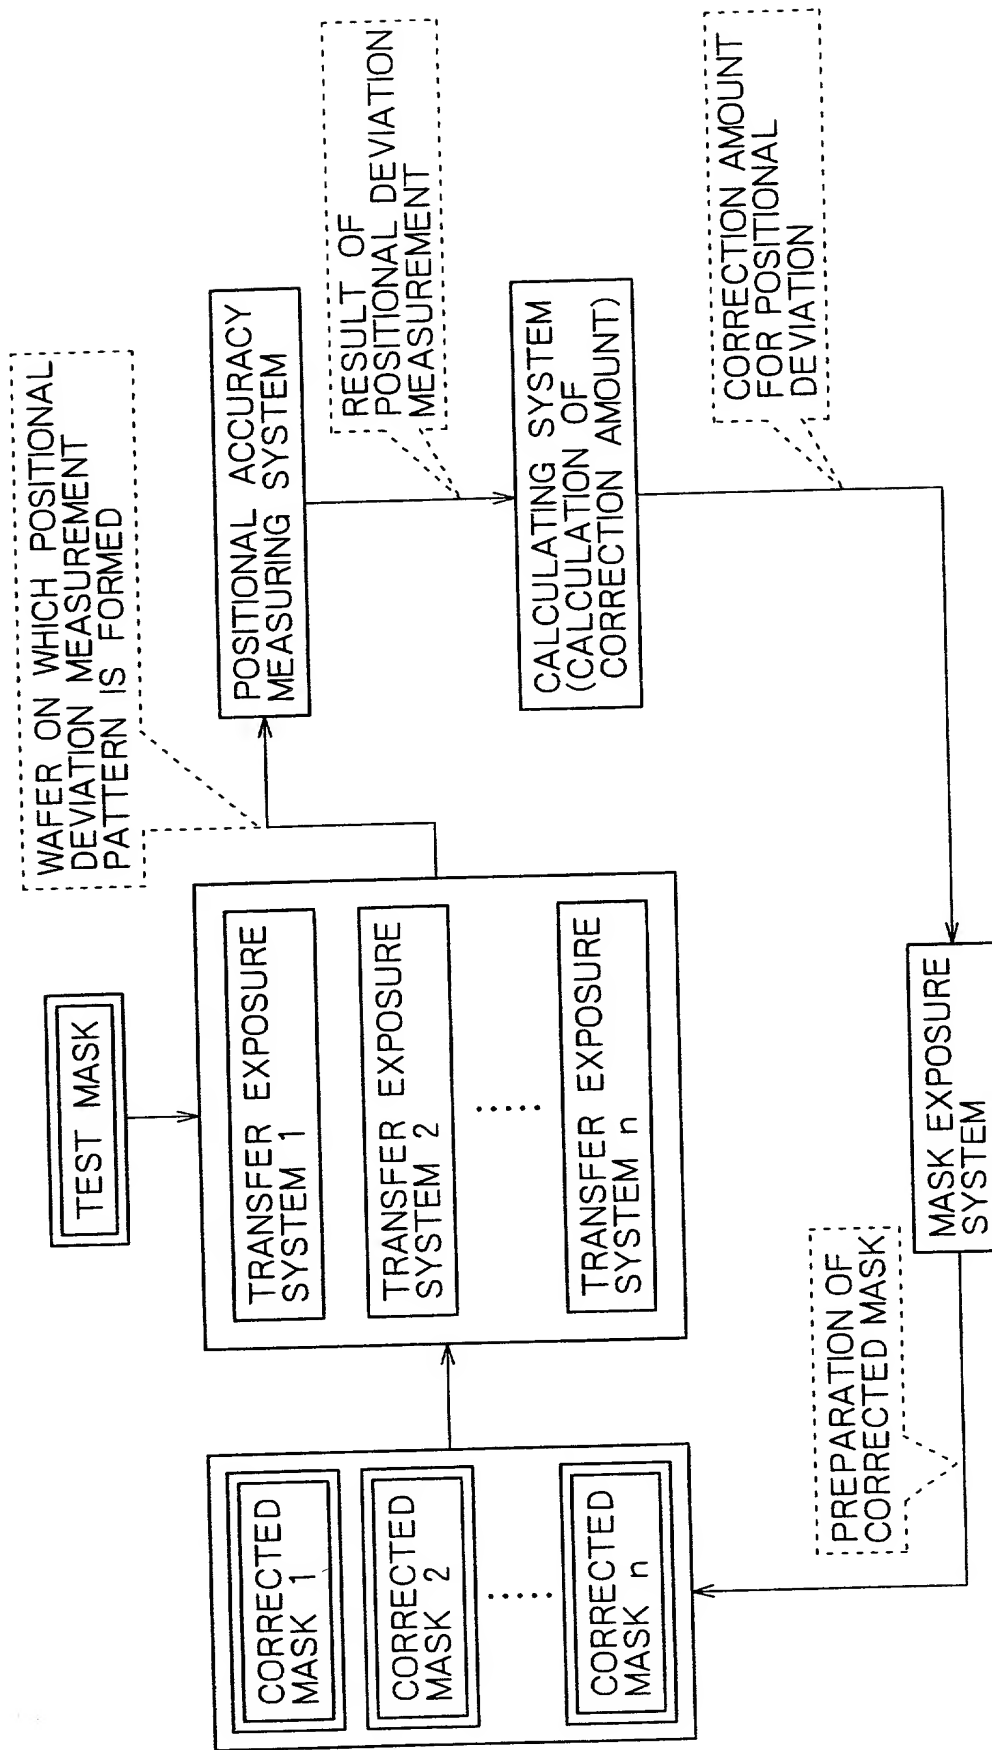 TEST MASK
WAFER ON WHICH POSITIONAL
DEVIATION MEASUREMENT
PATTERN IS FORMED
CORRECTED
MASK 1
CORRECTED
MASK 2
.....
CORRECTED
MASK n
TRANSFER EXPOSURE
SYSTEM 1
TRANSFER EXPOSURE
SYSTEM 2
.....
TRANSFER EXPOSURE
SYSTEM n
POSITIONAL ACCURACY
MEASURING SYSTEM
RESULT OF
POSITIONAL DEVIATION
MEASUREMENT
CALCULATING SYSTEM
(CALCULATION OF
CORRECTION AMOUNT)
CORRECTION AMOUNT
FOR POSITIONAL
DEVIATION
PREPARATION OF
CORRECTED MASK
MASK EXPOSURE
SYSTEM